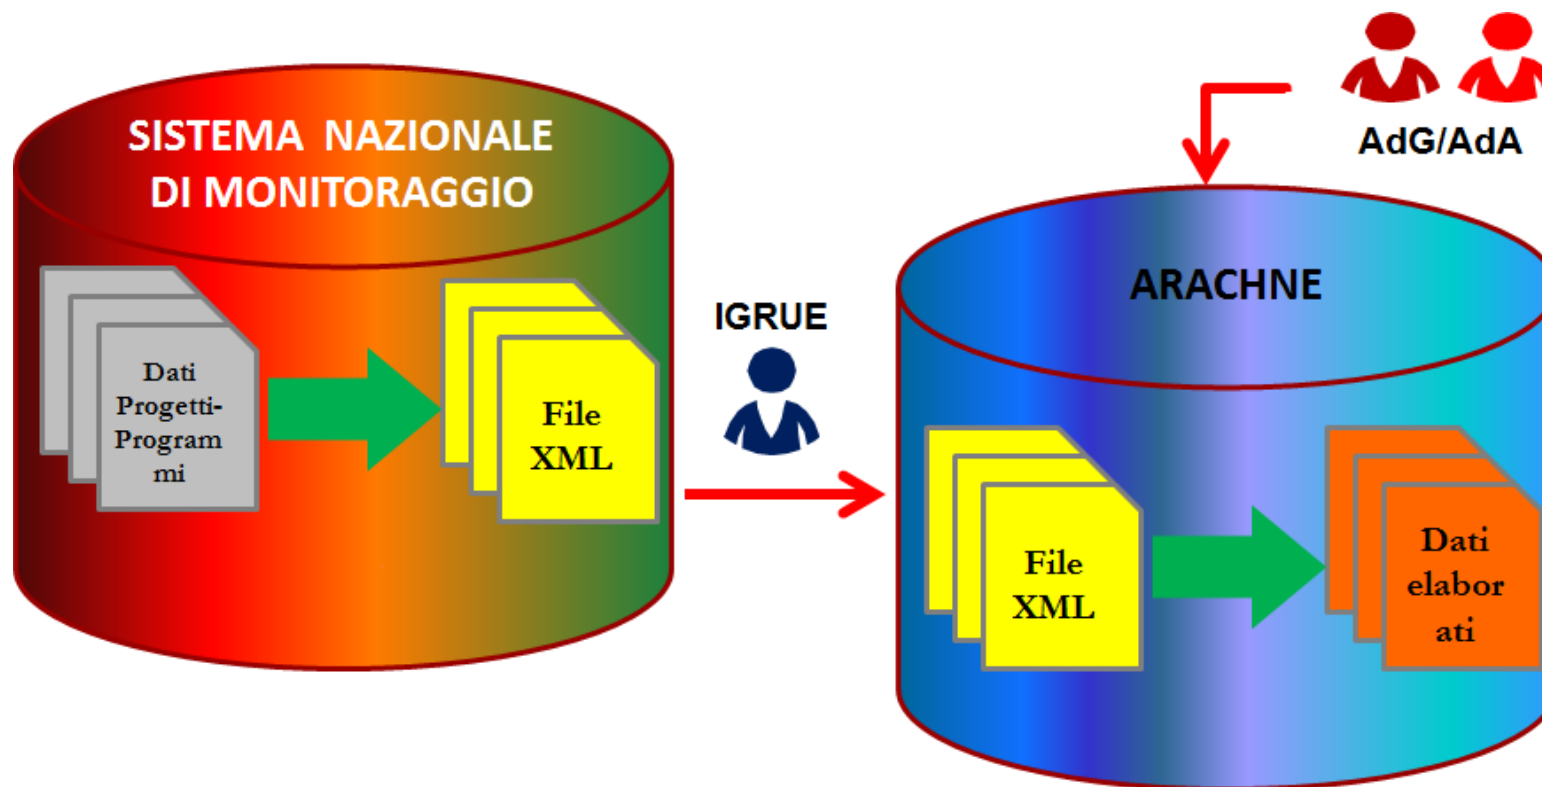 SISTEMA NAZIONALE
DI MONITORAGGIO
Dati
Progetti-
Program
mi
File
XML
IGRUE
AdG/AdA
ARACHNE
File
XML
Dati
elabor
ati